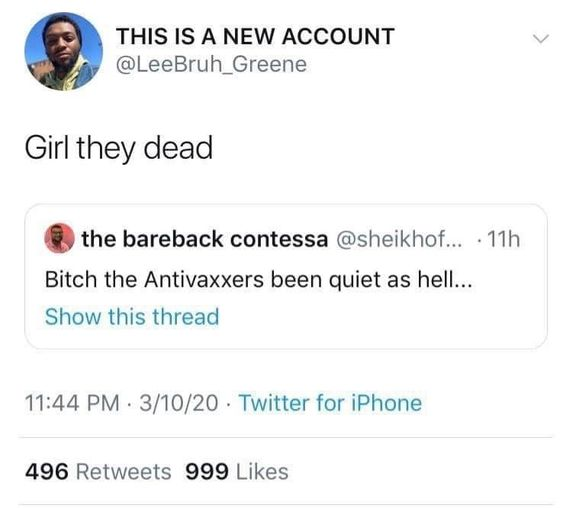 THIS IS A NEW ACCOUNT
@LeeBruh_Greene
Girl they dead
the bareback contessa @sheikhof... · 11h
Bitch the Antivaxxers been quiet as hell...
Show this thread
11:44 PM · 3/10/20 · Twitter for iPhone
496 Retweets 999 Likes